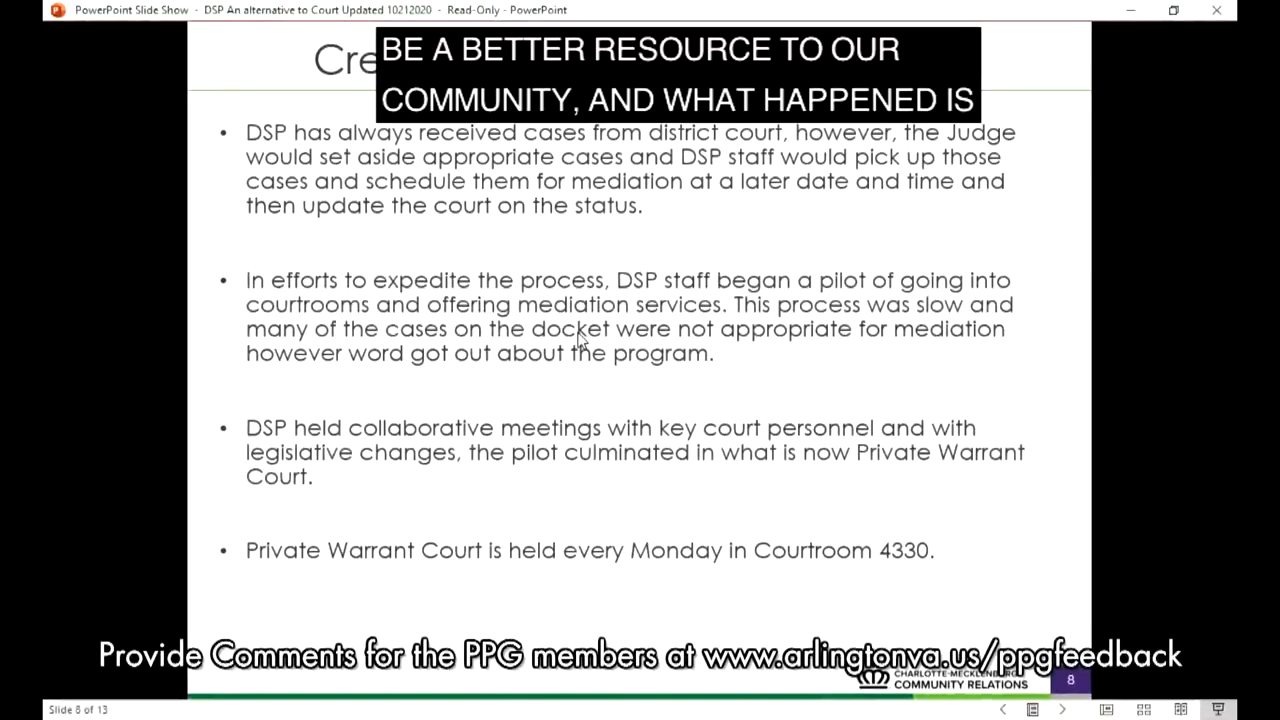 PowerPoint Slide Show - DSP An alternative to Court Updated 10212020 - Read-Only - PowerPoint
BE A BETTER RESOURCE TO OUR
COMMUNITY, AND WHAT HAPPENED IS
• DSP has always received cases from district court, however, the Judge
would set aside appropriate cases and DSP staff would pick up those
cases and schedule them for mediation at a later date and time and
then update the court on the status.
• In efforts to expedite the process, DSP staff began a pilot of going into
courtrooms and offering mediation services. This process was slow and
many of the cases on the docket were not appropriate for mediation
however word got out about the program.
• DSP held collaborative meetings with key court personnel and with
legislative changes, the pilot culminated in what is now Private Warrant
Court.
• Private Warrant Court is held every Monday in Courtroom 4330.
Provide Comments for the PPG members at www.arlingtonva.us/ppgfeedback
CHARLOTTE-MECKLENBURG
COMMUNITY RELATIONS
8
Slide 8 of 13